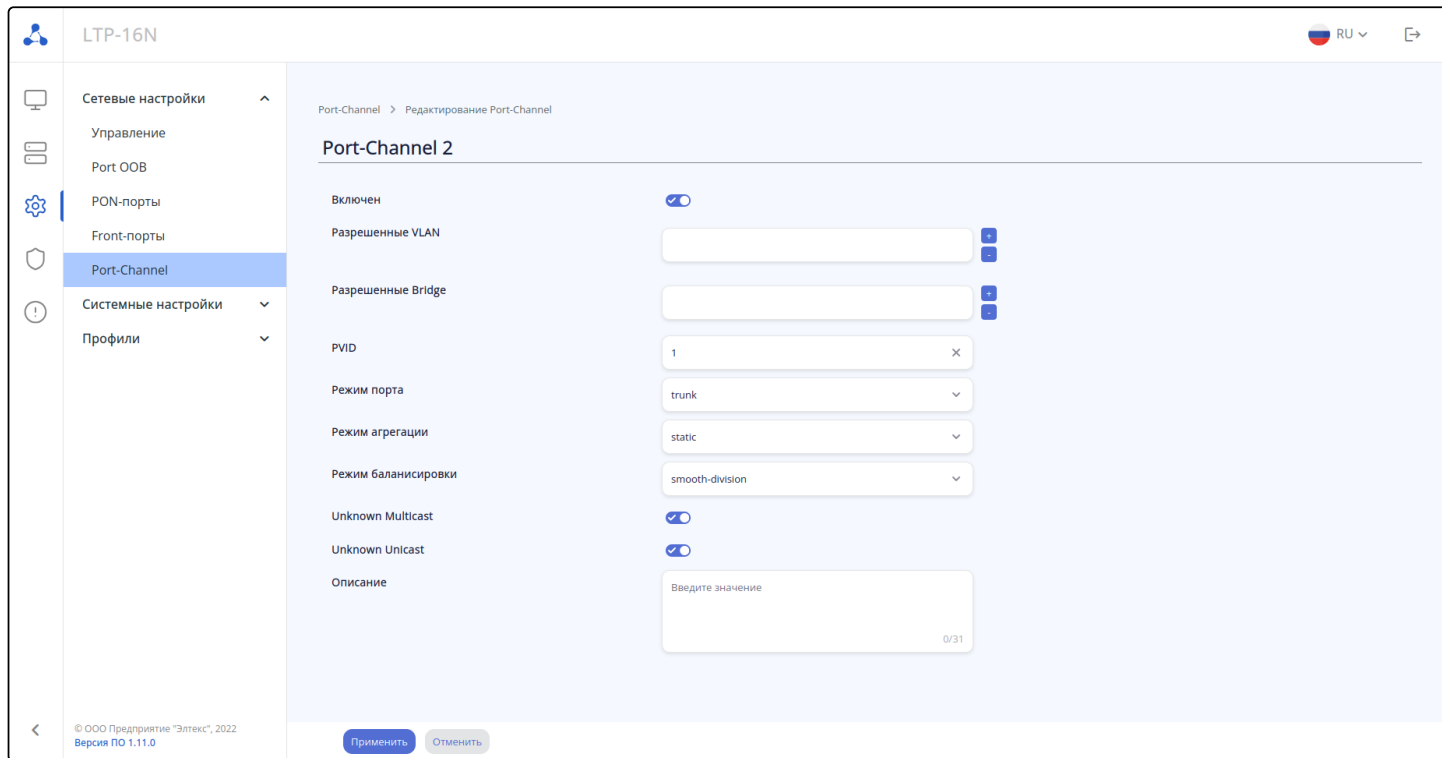 LTP-16N
RU
Сетевые настройки
Управление
Port OOB
PON-порты
Front-порты
Port-Channel
Системные настройки
Профили
Port-Channel > Редактирование Port-Channel
Port-Channel 2
Включен
Разрешенные VLAN
+
-
Разрешенные Bridge
+
-
PVID
1
Режим порта
trunk
Режим агрегации
static
Режим баланисировки
smooth-division
Unknown Multicast
Unknown Unicast
Описание
Введите значение
0/31
© ООО Предприятие "Элтекс", 2022
Версия ПО 1.11.0
Применить
Отменить